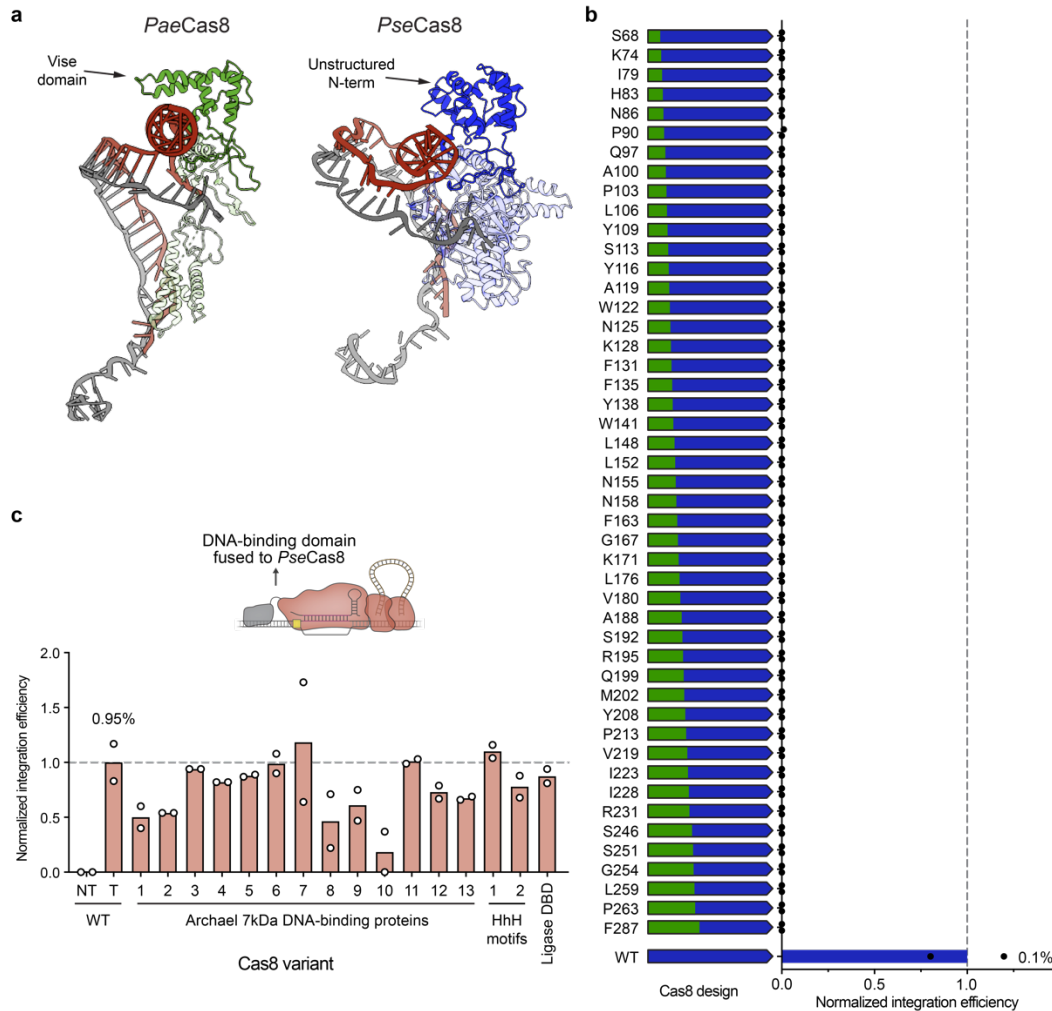 a
PaeCas8
PseCas8
Vise
domain
Unstructured
N-term
b
S68
K74
I79
H83
N86
P90
Q97
A100
P103
L106
Y109
S113
Y116
A119
W122
N125
K128
F131
F135
Y138
W141
L148
L152
N155
N158
F163
G167
K171
L176
V180
A188
S192
R195
Q199
M202
Y208
P213
V219
I223
I228
R231
S246
S251
G254
L259
P263
F287
WT
0.1%
0.0 0.5 1.0
Cas8 design
Normalized integration efficiency
c
DNA-binding domain
fused to PseCas8
Normalized integration efficiency
2.0
1.5
1.0
0.5
0.0
0.95%
NT T 1 2 3 4 5 6 7 8 9 10 11 12 13 1 2
WT
Archael 7kDa DNA-binding proteins
HhH
motifs
Ligase DBD
Cas8 variant